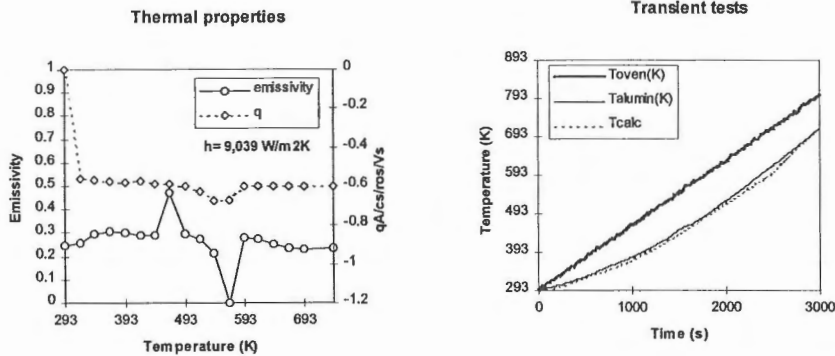 Thermal properties
Emissivity
1
0.9
0.8
0.7
0.6
0.5
0.4
0.3
0.2
0.1
0
emissivity
q
h= 9,039 W/m 2K
0
-0.2
-0.4
-0.6
-0.8
-1
-1.2
qA/cs/ros/Vs
293 393 493 593 693
Temperature (K)
Transient tests
Temperature (K)
893
793
693
593
493
393
293
Toven(K)
Talumin(K)
Tcalc
0 1000 2000 3000
Time (s)